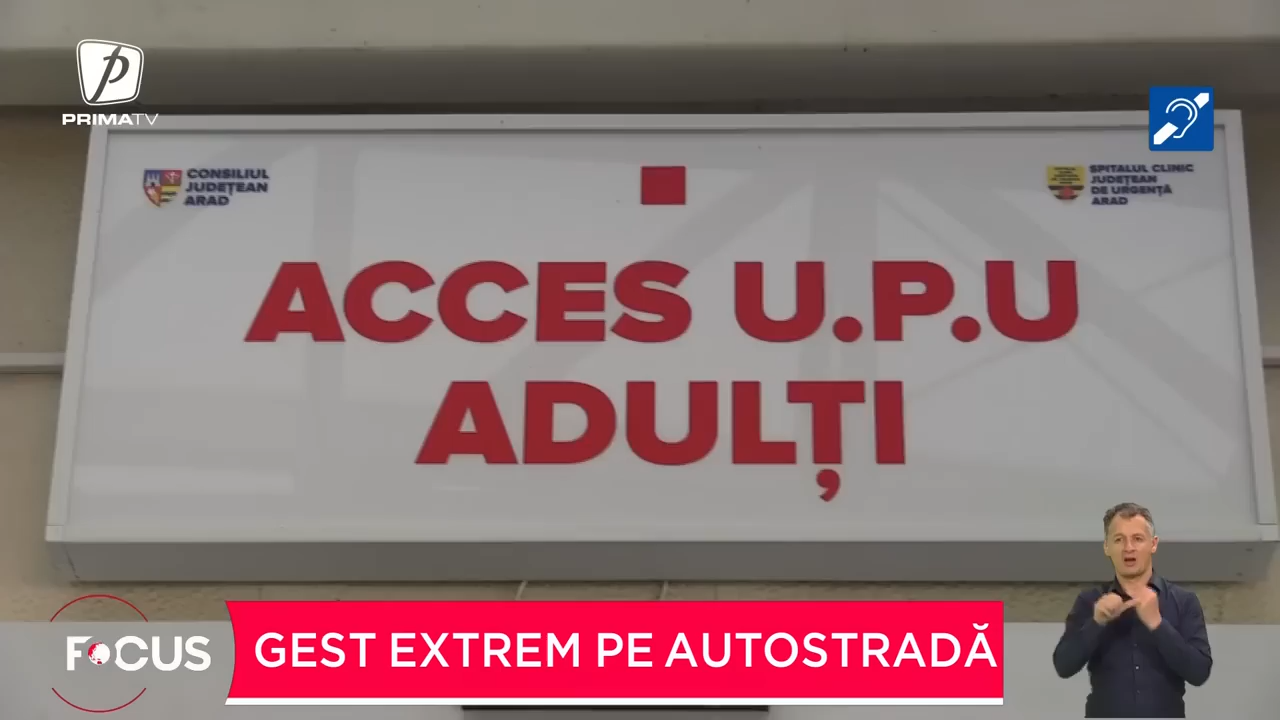 PRIMATV
CONSILIUL
JUDEȚEAN
ARAD
SPITALUL CLINIC
JUDEȚEAN
DE URGENȚĂ
ARAD
ACCES U.P.U
ADULȚI
FOCUS
GEST EXTREM PE AUTOSTRADĂ